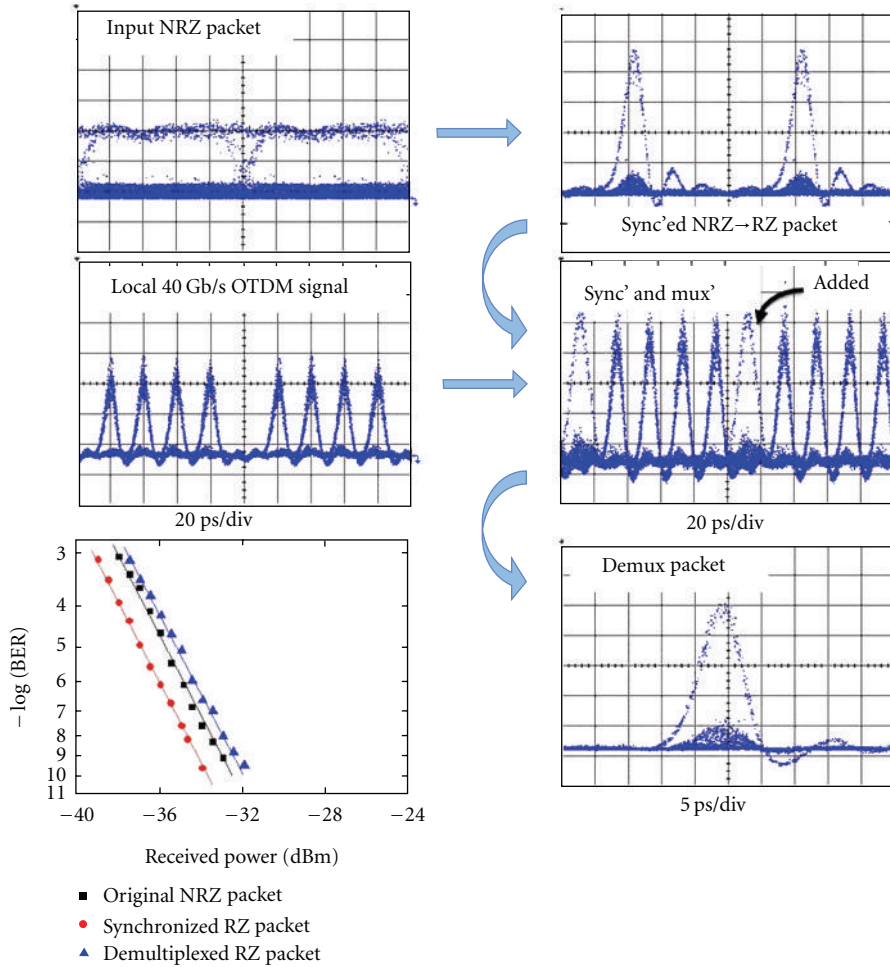 Input NRZ packet
Sync'ed NRZ→RZ packet
Local 40 Gb/s OTDM signal
20 ps/div
Sync' and mux'
Added
20 ps/div
Demux packet
5 ps/div
− log (BER)
3
4
5
6
7
8
9
10
11
−40
−36
−32
−28
−24
Received power (dBm)
Original NRZ packet
Synchronized RZ packet
Demultiplexed RZ packet